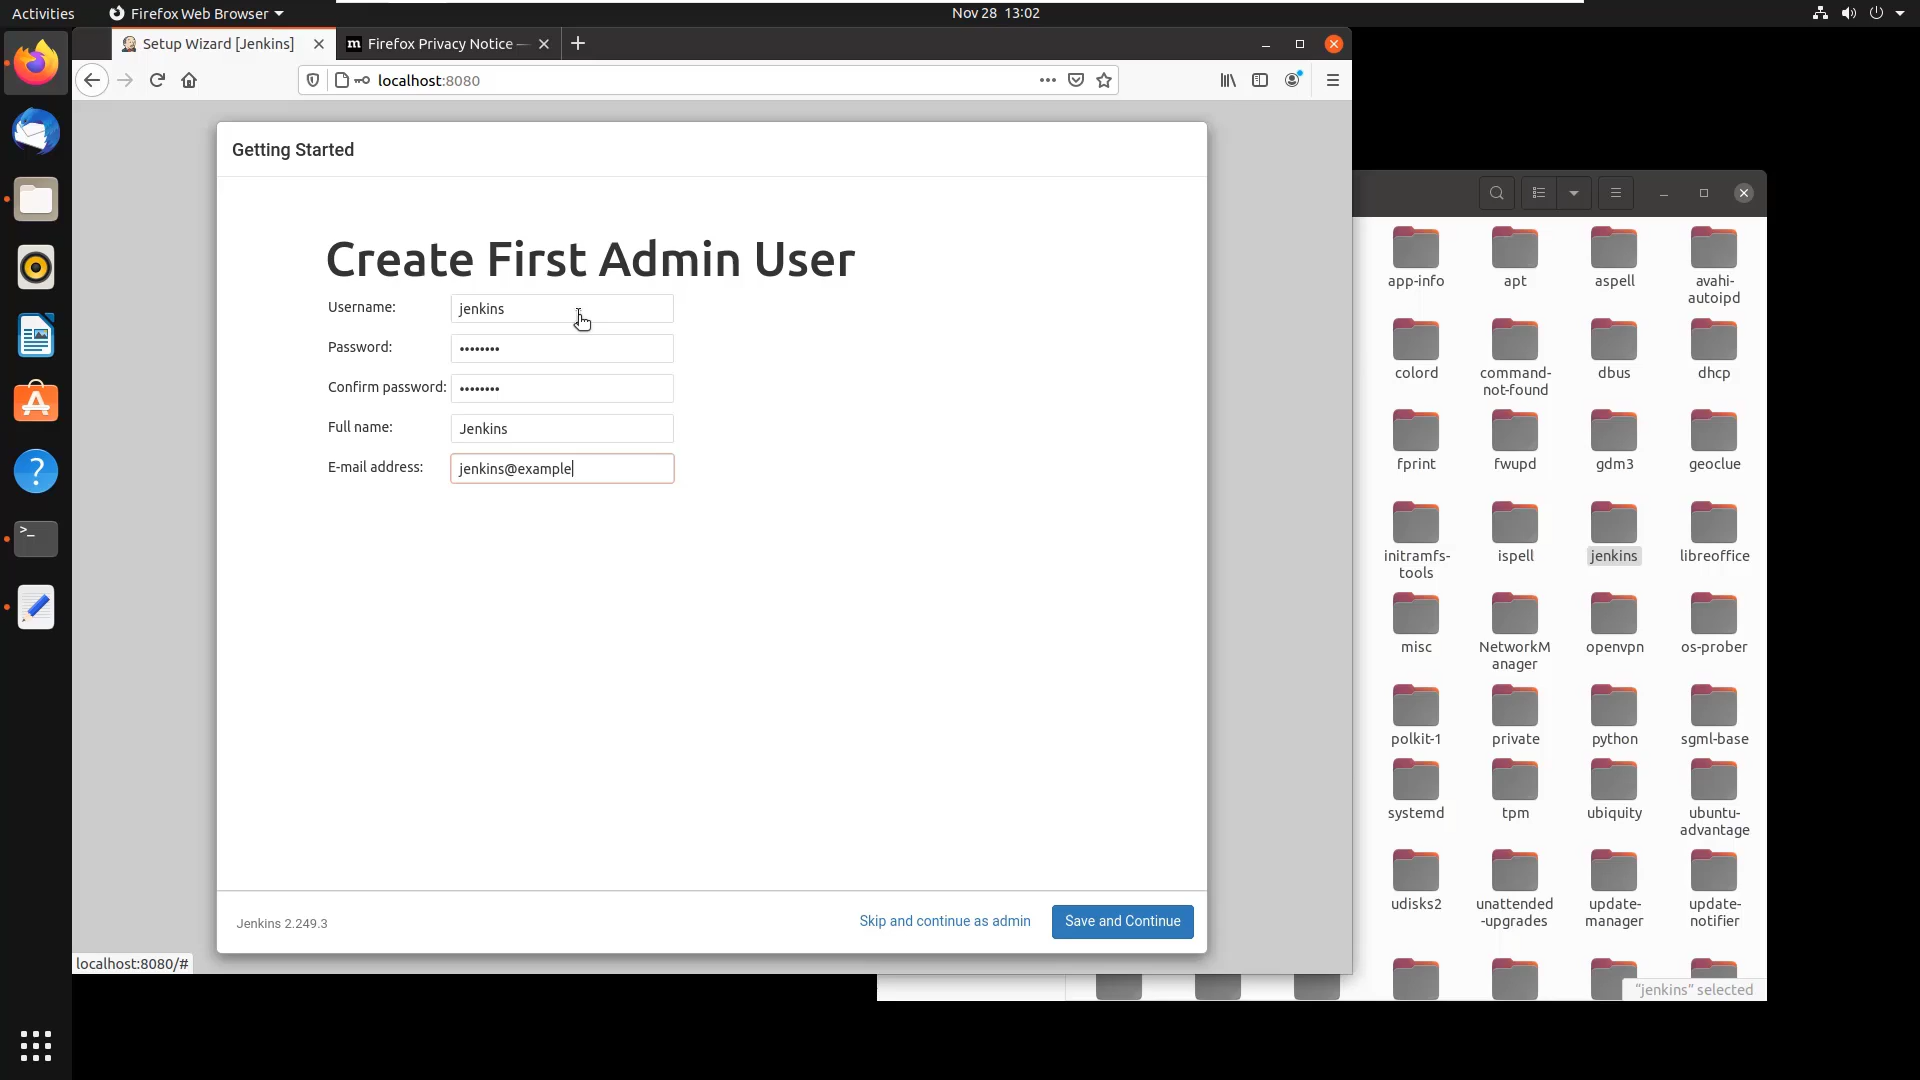 Activities
Firefox Web Browser
Nov 28 13:02
Setup Wizard [Jenkins]
Firefox Privacy Notice —
localhost:8080
Getting Started
Create First Admin User
Username:
jenkins
Password:
••••••••
Confirm password:
••••••••
Full name:
Jenkins
E-mail address:
jenkins@example
Jenkins 2.249.3
Skip and continue as admin
Save and Continue
localhost:8080/#
app-info
apt
aspell
avahi-
autoipd
colord
command-
not-found
dbus
dhcp
fprint
fwupd
gdm3
geoclue
initramfs-
tools
ispell
jenkins
libreoffice
misc
NetworkM
anager
openvpn
os-prober
polkit-1
private
python
sgml-base
systemd
tpm
ubiquity
ubuntu-
advantage
udisks2
unattended
-upgrades
update-
manager
update-
notifier
"jenkins" selected